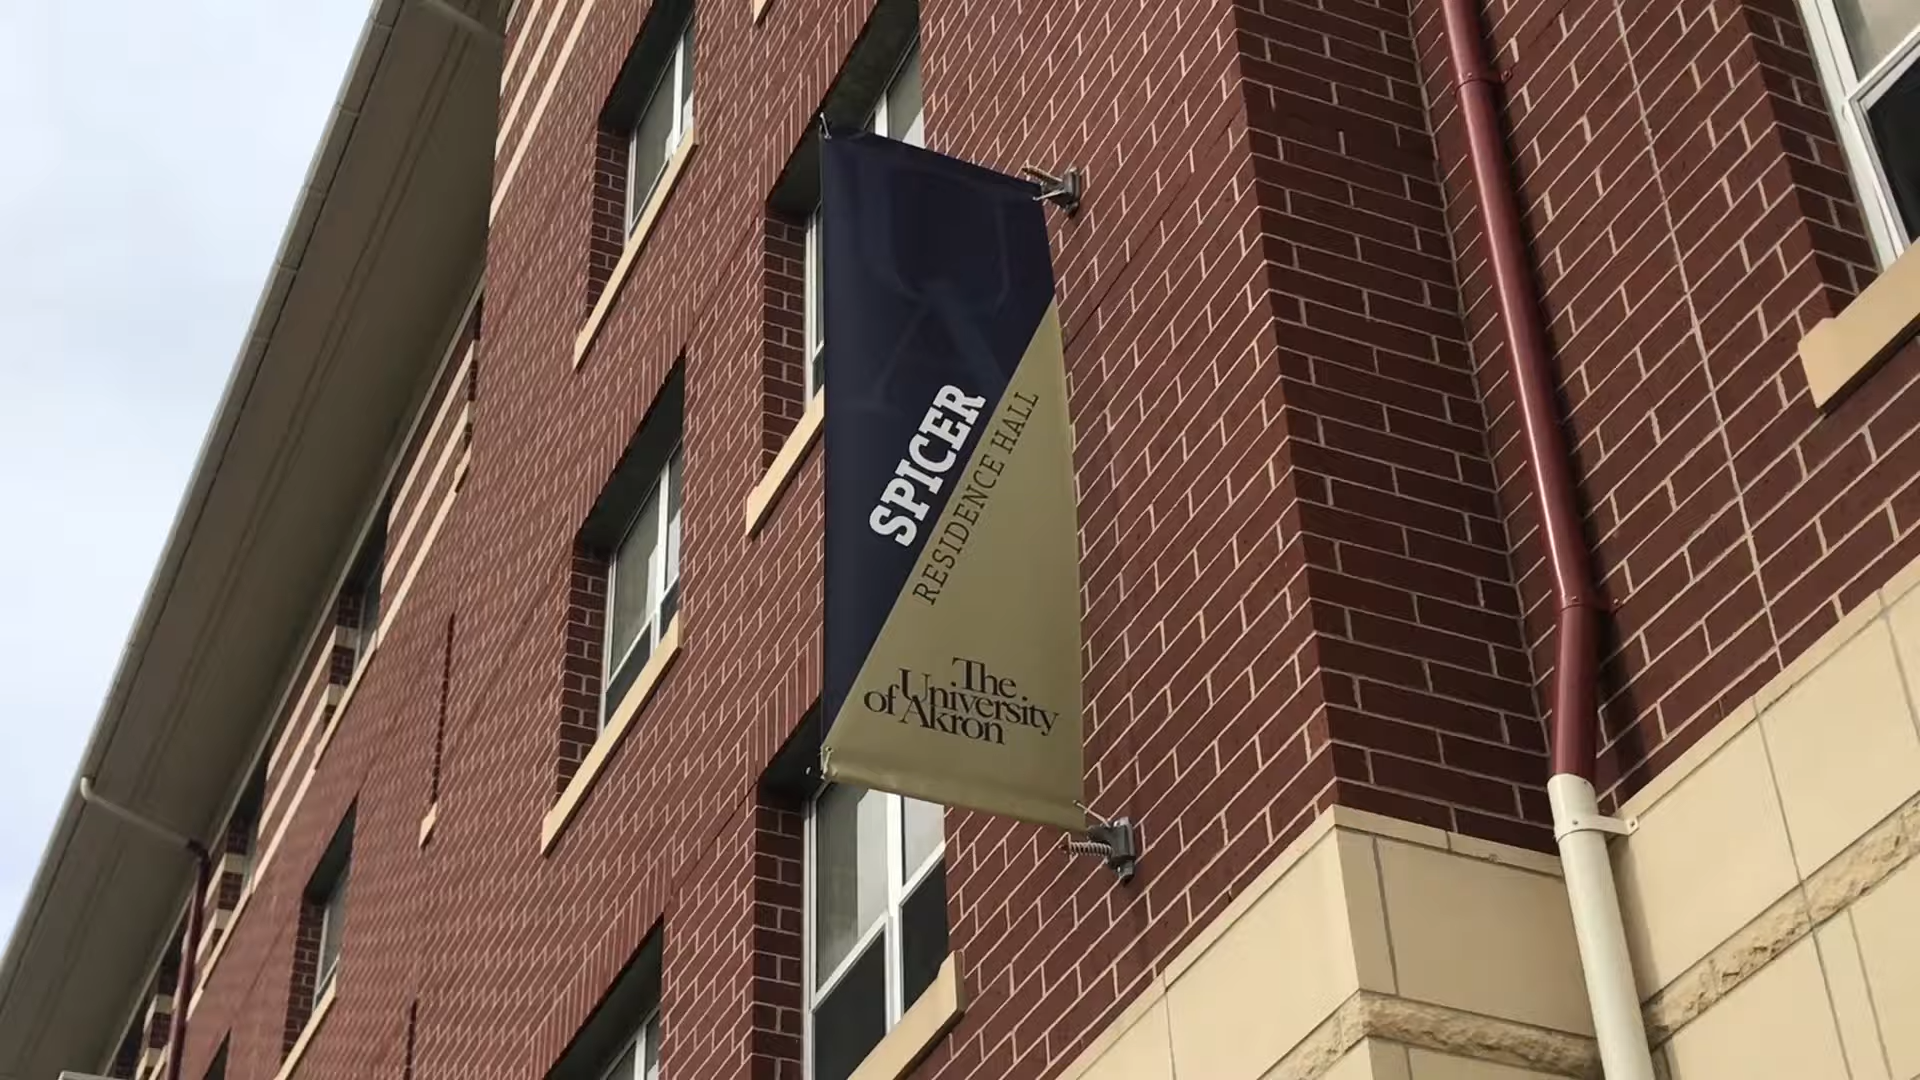 SPICER
RESIDENCE HALL
The
University
of Akron